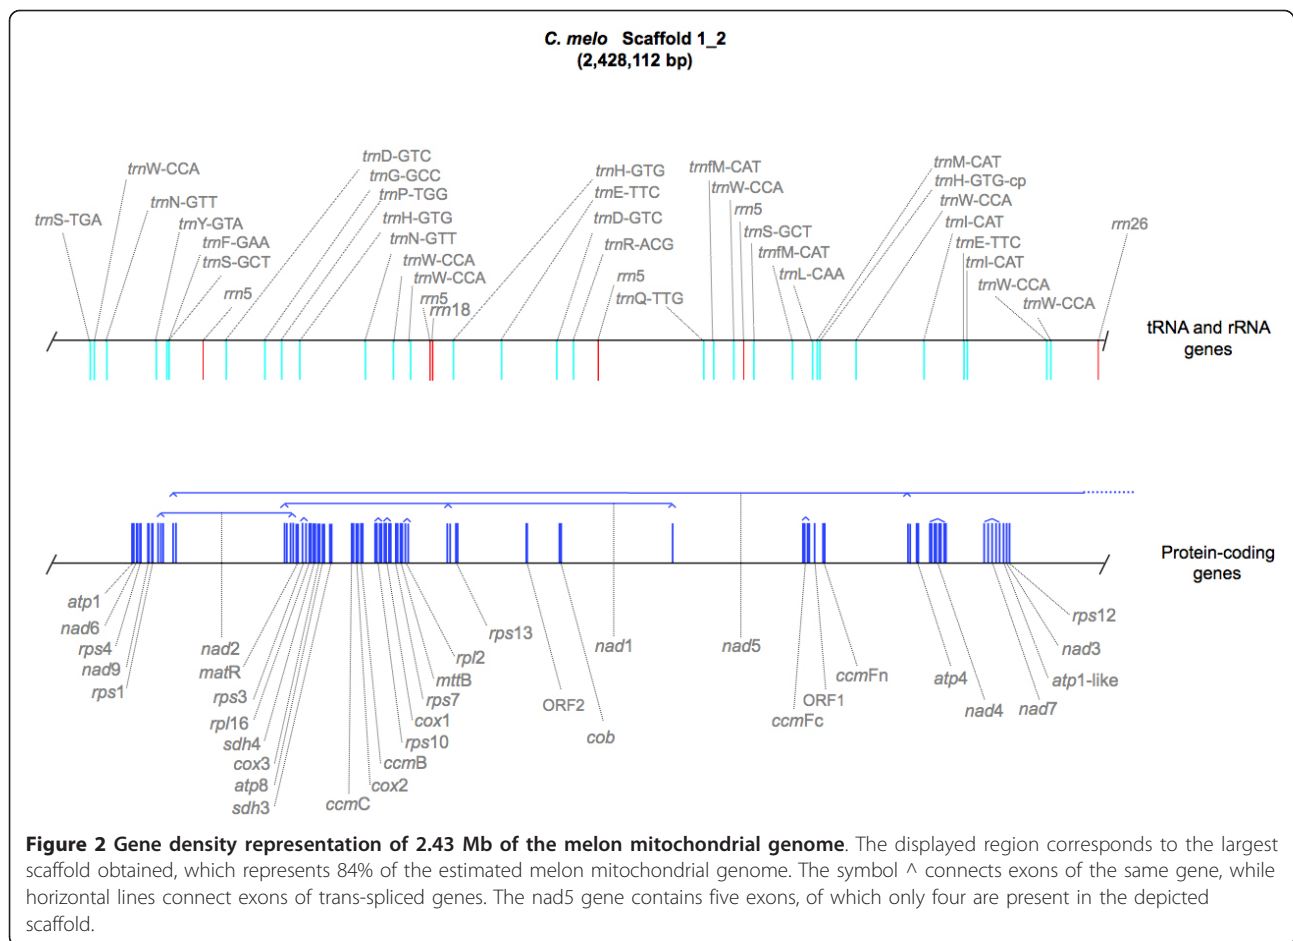 C. melo Scaffold 1_2
(2,428,112 bp)
trnS-TGA
trnW-CCA
trnN-GTT
trnY-GTA
trnF-GAA
trnS-GCT
rrn5
trnD-GTC
trnG-GCC
trnP-TGG
trnH-GTG
trnN-GTT
trnW-CCA
trnW-CCA
rrn5
rrn18
trnH-GTG
trnE-TTC
trnD-GTC
trnR-ACG
rrn5
trnQ-TTG
trnfM-CAT
trnW-CCA
rrn5
trnS-GCT
trnfM-CAT
trnL-CAA
trnM-CAT
trnH-GTG-cp
trnW-CCA
trnI-CAT
trnE-TTC
trnI-CAT
trnW-CCA
trnW-CCA
rrn26
tRNA and rRNA
genes
Protein-coding
genes
atp1
nad6
rps4
nad9
rps1
nad2
matR
rps3
rpl16
sdh4
cox3
atp8
sdh3
ccmC
cox2
ccmB
rps10
cox1
rps7
mttB
rpl2
rps13
ORF2
cob
nad1
nad5
ccmFc
ORF1
ccmFn
atp4
nad4
nad7
atp1-like
nad3
rps12
Figure 2 Gene density representation of 2.43 Mb of the melon mitochondrial genome. The displayed region corresponds to the largest
scaffold obtained, which represents 84% of the estimated melon mitochondrial genome. The symbol ^ connects exons of the same gene, while
horizontal lines connect exons of trans-spliced genes. The nad5 gene contains five exons, of which only four are present in the depicted
scaffold.